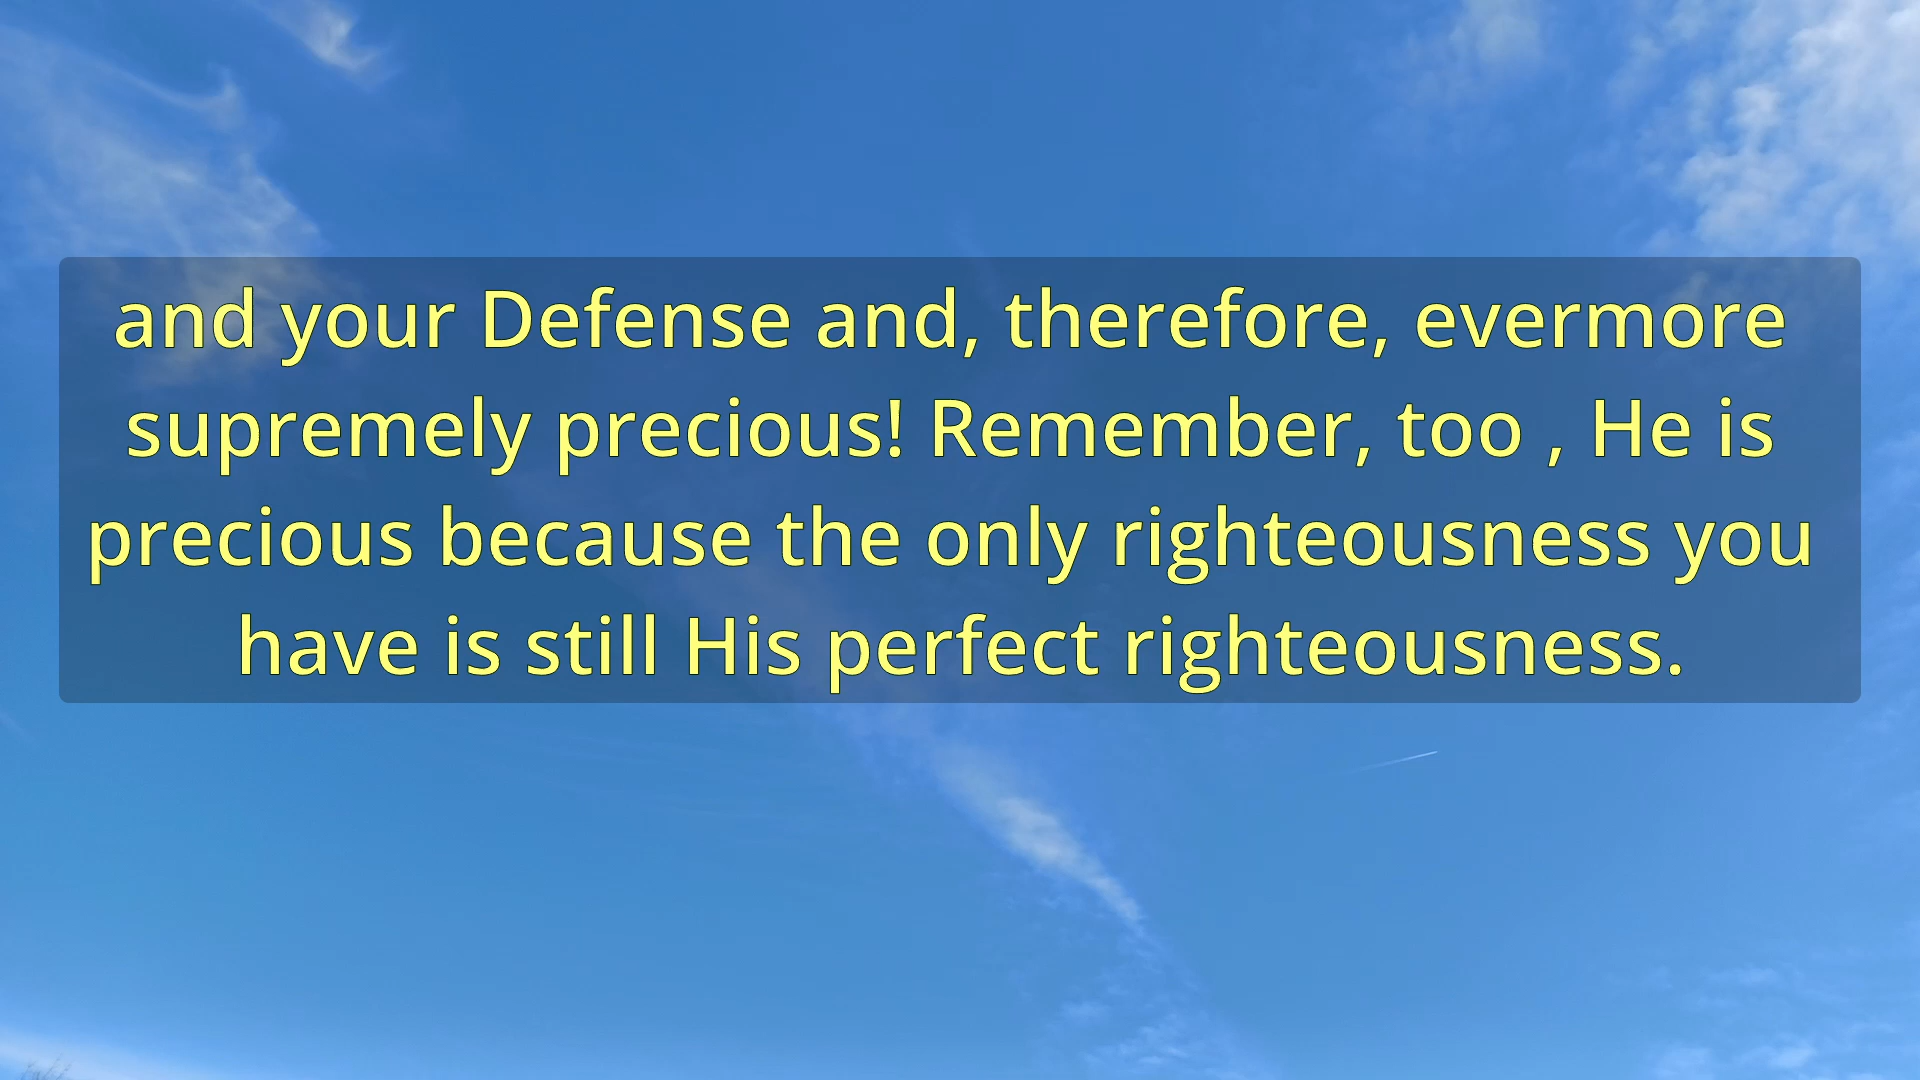 and your Defense and, therefore, evermore
supremely precious! Remember, too , He is
precious because the only righteousness you
have is still His perfect righteousness.